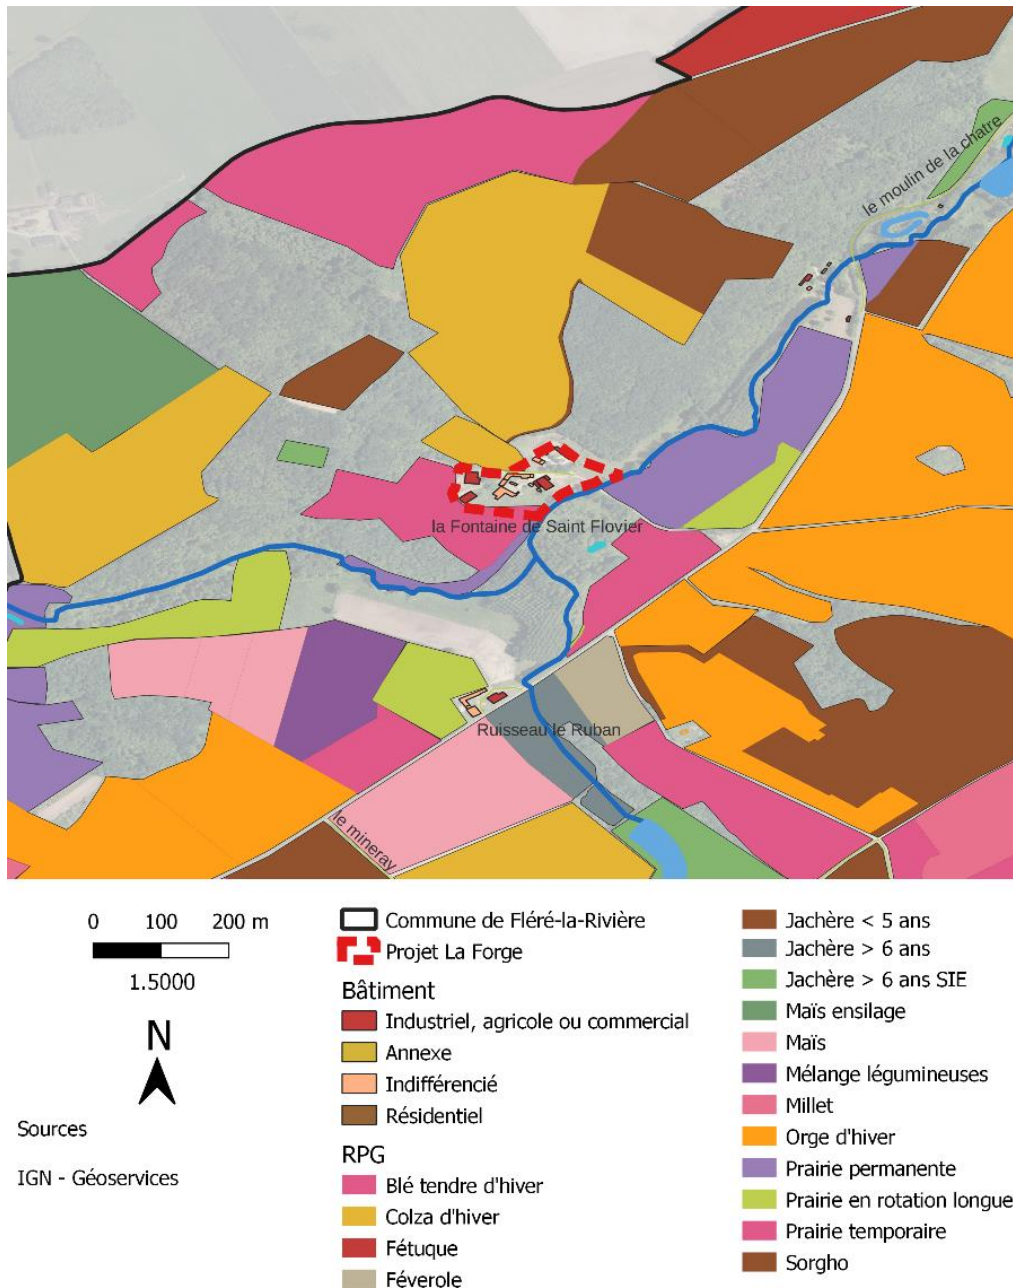 le moulin de la chatre
la Fontaine de Saint Flovier
Ruisseau le Ruban
le mineray
0 100 200 m
1.5000
N
Sources
IGN - Géoservices
Commune de Fléré-la-Rivière
Projet La Forge
Bâtiment
Industriel, agricole ou commercial
Annexe
Indifférencié
Résidentiel
RPG
Blé tendre d'hiver
Colza d'hiver
Fétuque
Féverole
Jachère < 5 ans
Jachère > 6 ans
Jachère > 6 ans SIE
Maïs ensilage
Maïs
Mélange légumineuses
Millet
Orge d'hiver
Prairie permanente
Prairie en rotation longue
Prairie temporaire
Sorgho